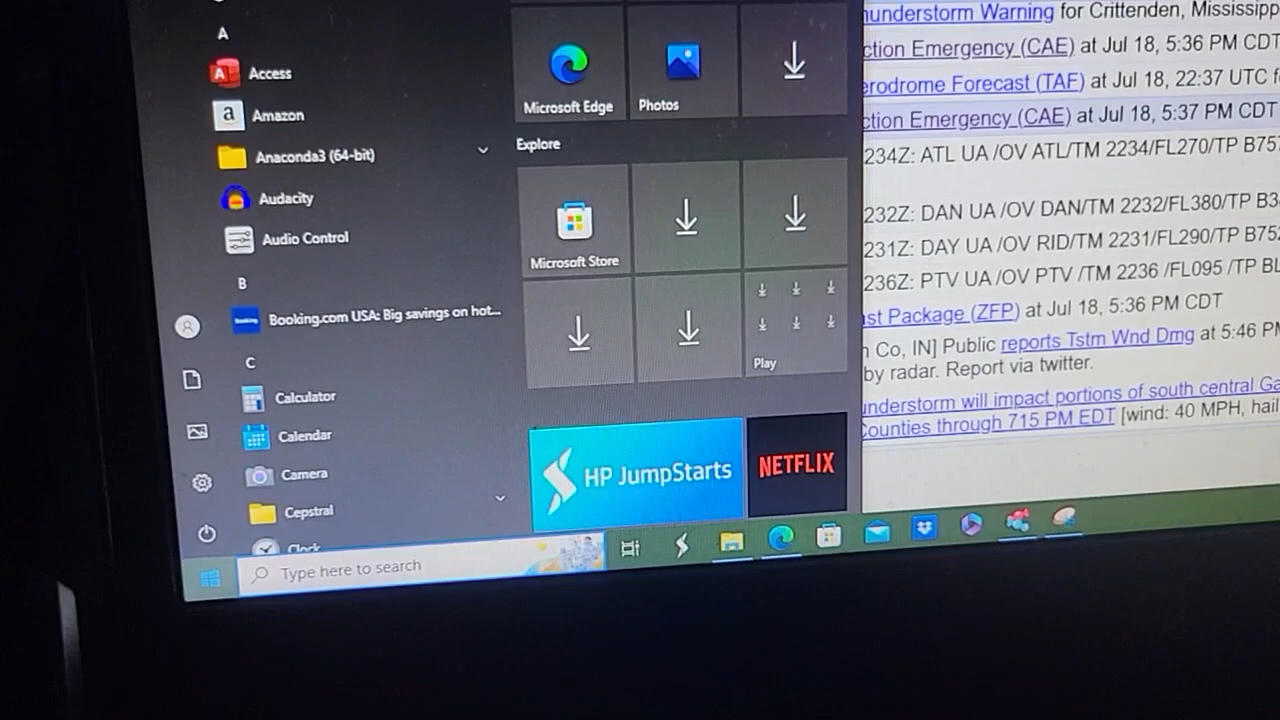 A
Access
Amazon
Anaconda3 (64-bit)
Audacity
Audio Control
B
Booking.com USA: Big savings on hot...
C
Calculator
Calendar
Camera
Cepstral
Clock
Type here to search
Microsoft Edge
Photos
Explore
Microsoft Store
Play
HP JumpStarts
NETFLIX
hunderstorm Warning for Crittenden, Mississipp
ction Emergency (CAE) at Jul 18, 5:36 PM CDT
erodrome Forecast (TAF) at Jul 18, 22:37 UTC f
ction Emergency (CAE) at Jul 18, 5:37 PM CDT
234Z: ATL UA /OV ATL/TM 2234/FL270/TP B757
232Z: DAN UA /OV DAN/TM 2232/FL380/TP B3
231Z: DAY UA /OV RID/TM 2231/FL290/TP B752
236Z: PTV UA /OV PTV /TM 2236 /FL095 /TP BL
st Package (ZFP) at Jul 18, 5:36 PM CDT
n Co, IN] Public reports Tstm Wnd Dmg at 5:46 PM
by radar. Report via twitter.
understorm will impact portions of south central Ga
Counties through 715 PM EDT [wind: 40 MPH, hail